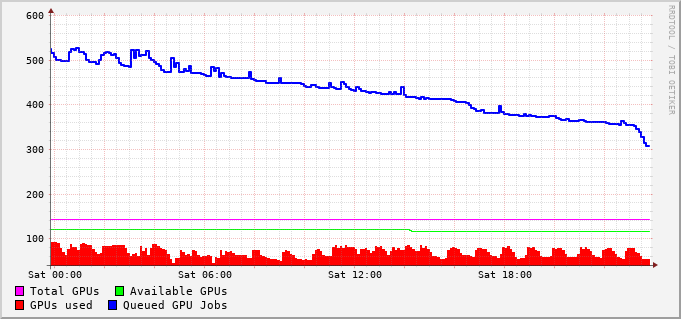 600
500
400
300
200
100
Sat 00:00 Sat 06:00 Sat 12:00 Sat 18:00
Total GPUs Available GPUs
GPUs used Queued GPU Jobs
RRDTOOL / TOBI OETIKER